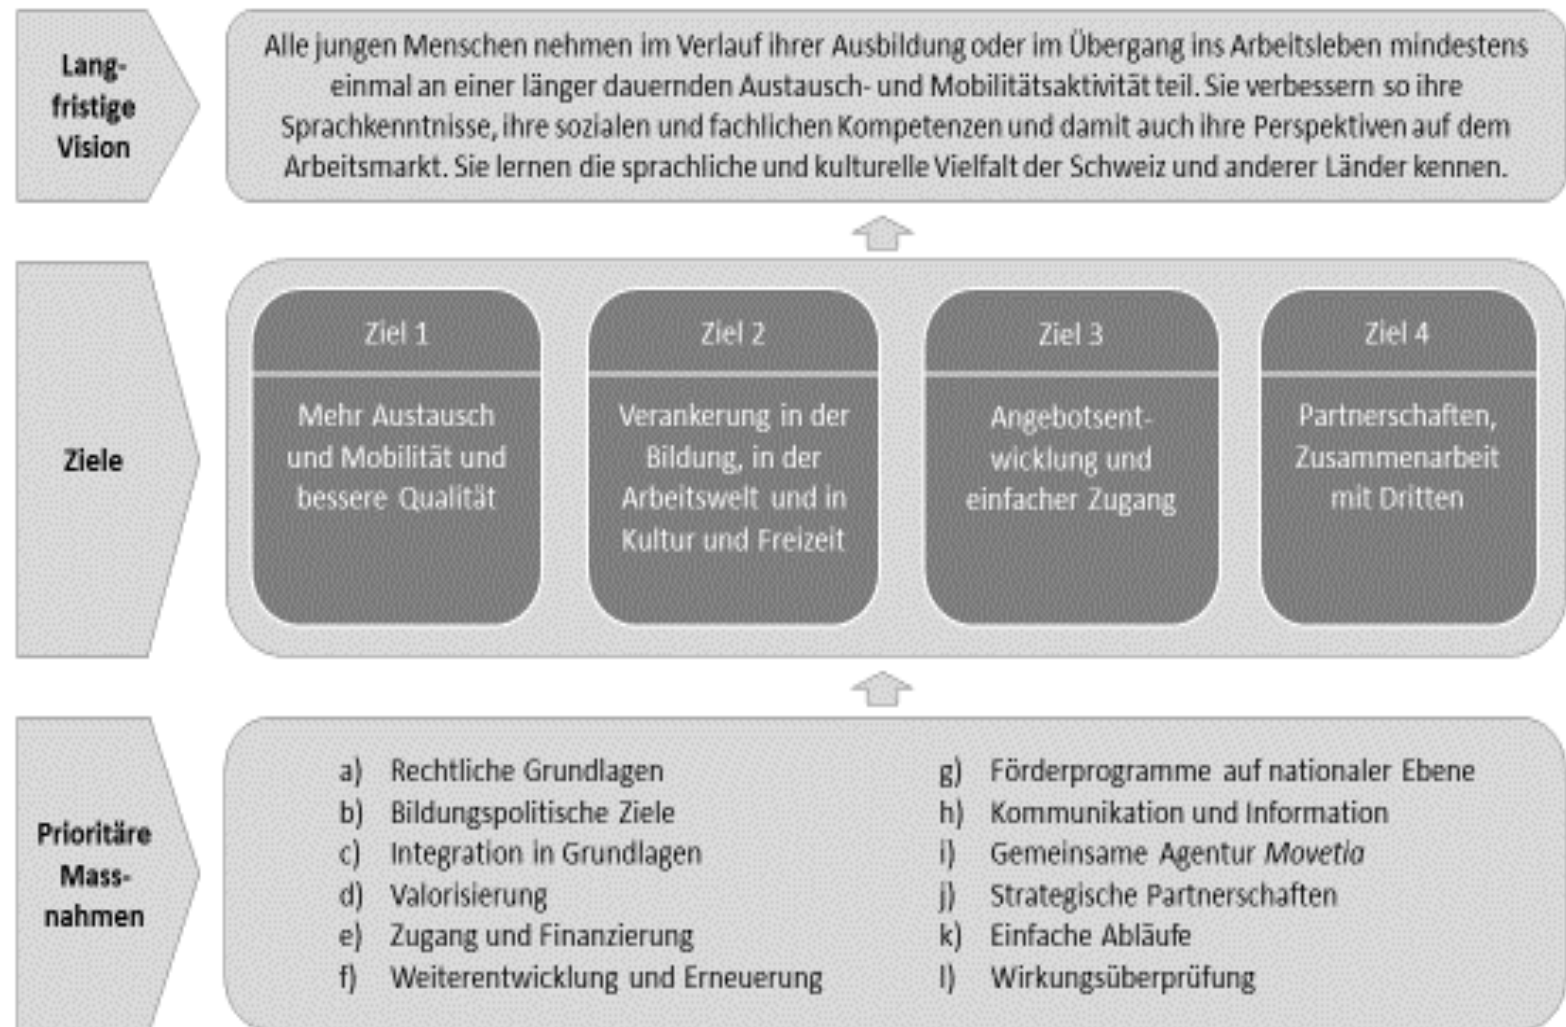 Lang-
fristige
Vision
Alle jungen Menschen nehmen im Verlauf ihrer Ausbildung oder im Übergang ins Arbeitsleben mindestens
einmal an einer länger dauernden Austausch- und Mobilitätsaktivität teil. Sie verbessern so ihre
Sprachkenntnisse, ihre sozialen und fachlichen Kompetenzen und damit auch ihre Perspektiven auf dem
Arbeitsmarkt. Sie lernen die sprachliche und kulturelle Vielfalt der Schweiz und anderer Länder kennen.
Ziele
Ziel 1
Mehr Austausch
und Mobilität und
bessere Qualität
Ziel 2
Verankerung in der
Bildung, in der
Arbeitswelt und in
Kultur und Freizeit
Ziel 3
Angebotsent-
wicklung und
einfacher Zugang
Ziel 4
Partnerschaften,
Zusammenarbeit
mit Dritten
Prioritäre
Mass-
nahmen
a) Rechtliche Grundlagen
b) Bildungspolitische Ziele
c) Integration in Grundlagen
d) Valorisierung
e) Zugang und Finanzierung
f) Weiterentwicklung und Erneuerung
g) Förderprogramme auf nationaler Ebene
h) Kommunikation und Information
i) Gemeinsame Agentur Movetia
j) Strategische Partnerschaften
k) Einfache Abläufe
l) Wirkungsüberprüfung